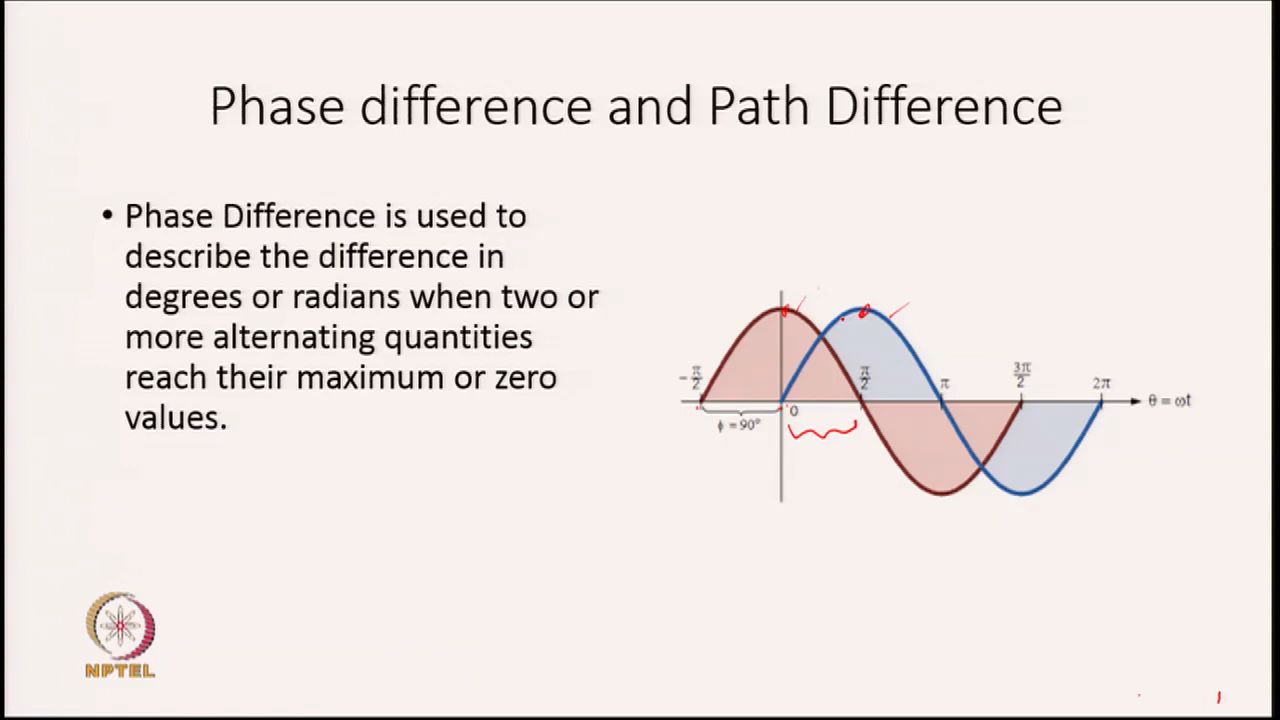 Phase difference and Path Difference
• Phase Difference is used to
describe the difference in
degrees or radians when two or
more alternating quantities
reach their maximum or zero
values.
-π/2
0
π/2
π
3π/2
2π
θ = ωt
ϕ = 90°
NPTEL